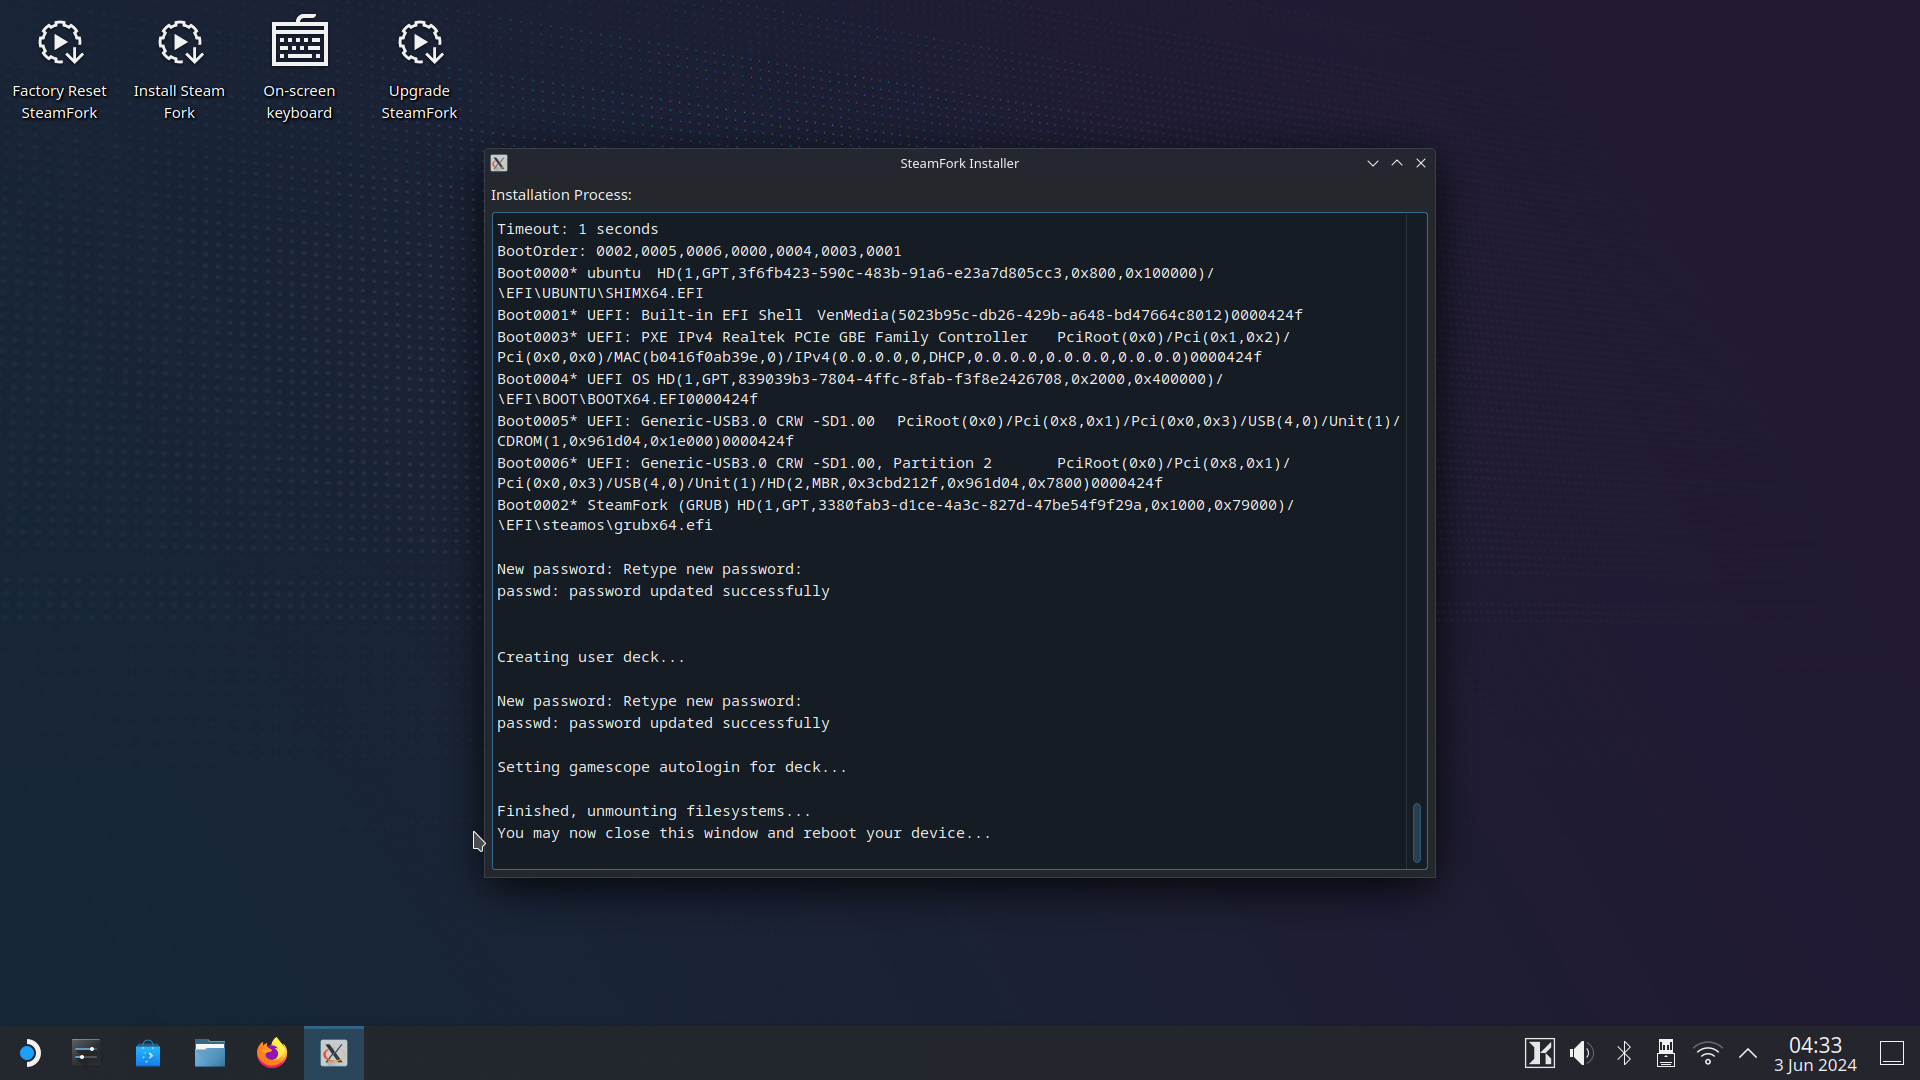 Factory Reset
SteamFork
Install Steam
Fork
On-screen
keyboard
Upgrade
SteamFork
SteamFork Installer
Installation Process:
Timeout: 1 seconds
BootOrder: 0002,0005,0006,0000,0004,0003,0001
Boot0000* ubuntu HD(1,GPT,3f6fb423-590c-483b-91a6-e23a7d805cc3,0x800,0x100000)/
\EFI\UBUNTU\SHIMX64.EFI
Boot0001* UEFI: Built-in EFI Shell VenMedia(5023b95c-db26-429b-a648-bd47664c8012)0000424f
Boot0003* UEFI: PXE IPv4 Realtek PCIe GBE Family Controller PciRoot(0x0)/Pci(0x1,0x2)/
Pci(0x0,0x0)/MAC(b0416f0ab39e,0)/IPv4(0.0.0.0,0,DHCP,0.0.0.0,0.0.0.0,0.0.0.0)0000424f
Boot0004* UEFI OS HD(1,GPT,839039b3-7804-4ffc-8fab-f3f8e2426708,0x2000,0x400000)/
\EFI\BOOT\BOOTX64.EFI0000424f
Boot0005* UEFI: Generic-USB3.0 CRW -SD1.00 PciRoot(0x0)/Pci(0x8,0x1)/Pci(0x0,0x3)/USB(4,0)/Unit(1)/
CDROM(1,0x961d04,0x1e000)0000424f
Boot0006* UEFI: Generic-USB3.0 CRW -SD1.00, Partition 2 PciRoot(0x0)/Pci(0x8,0x1)/
Pci(0x0,0x3)/USB(4,0)/Unit(1)/HD(2,MBR,0x3cbd212f,0x961d04,0x7800)0000424f
Boot0002* SteamFork (GRUB) HD(1,GPT,3380fab3-d1ce-4a3c-827d-47be54f9f29a,0x1000,0x79000)/
\EFI\steamos\grubx64.efi
New password: Retype new password:
passwd: password updated successfully
Creating user deck...
New password: Retype new password:
passwd: password updated successfully
Setting gamescope autologin for deck...
Finished, unmounting filesystems...
You may now close this window and reboot your device...
04:33
3 Jun 2024